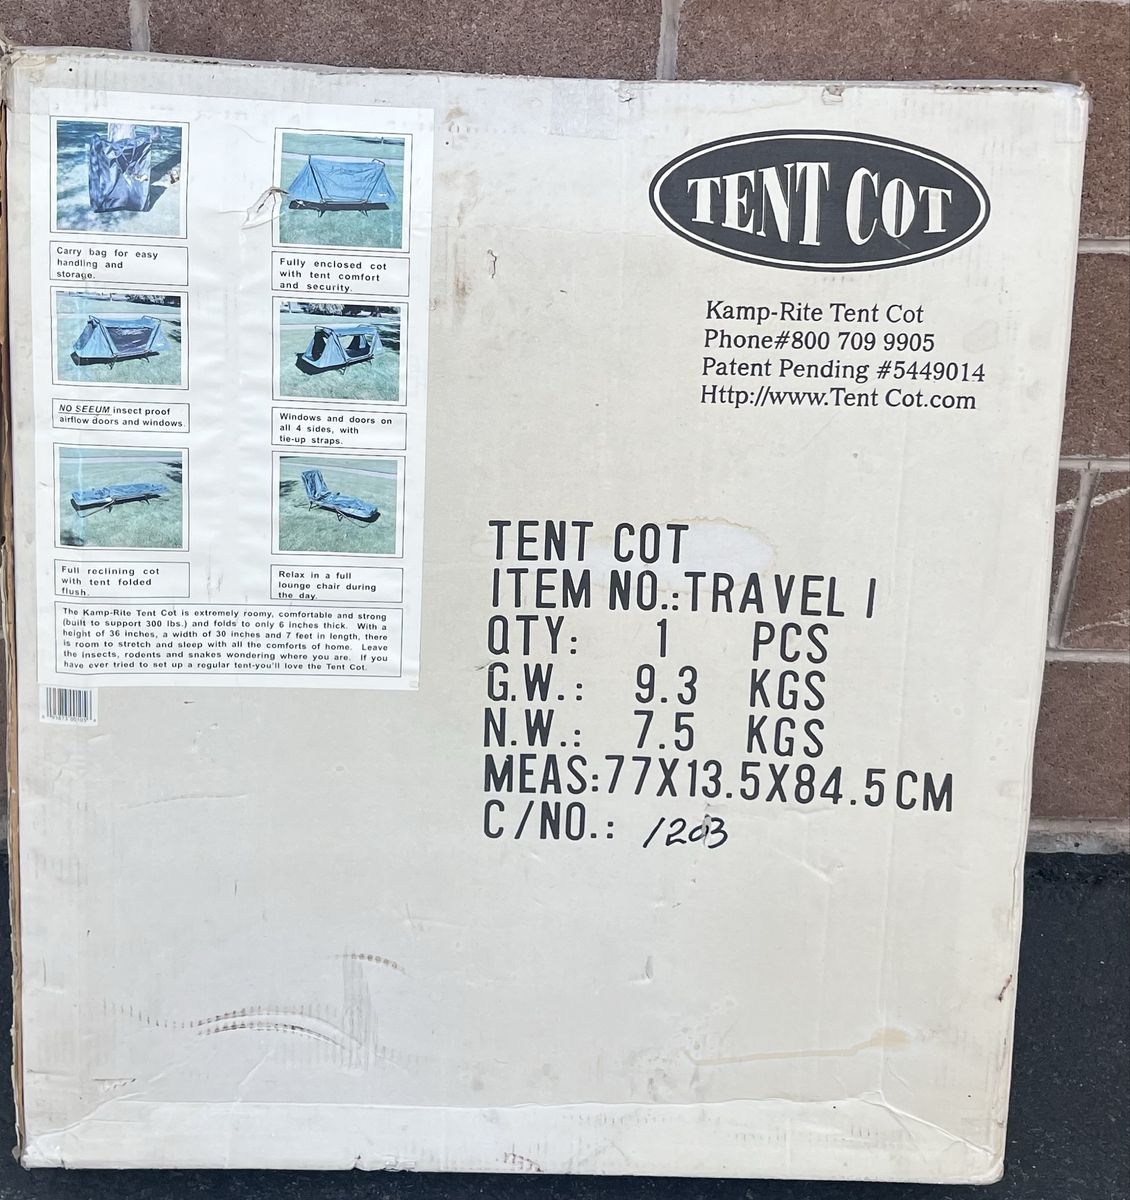 Carry bag for easy
handling and
storage.
Fully enclosed cot
with tent comfort
and security.
NO SEEUM insect proof
airflow doors and windows.
Windows and doors on
all 4 sides, with
tie-up straps.
Full reclining cot
with tent folded
flush.
Relax in a full
lounge chair during
the day.
The Kamp-Rite Tent Cot is extremely roomy, comfortable and strong
(built to support 300 lbs.) and folds to only 6 inches thick. With a
height of 36 inches, a width of 30 inches and 7 feet in length, there
is room to stretch and sleep with all the comforts of home. Leave
the insects, rodents and snakes wondering where you are. If you
have ever tried to set up a regular tent-you'll love the Tent Cot.
TENT COT
Kamp-Rite Tent Cot
Phone#800 709 9905
Patent Pending #5449014
Http://www.Tent Cot.com
TENT COT
ITEM NO.:TRAVEL I
QTY: 1 PCS
G.W.: 9.3 KGS
N.W.: 7.5 KGS
MEAS:77X13.5X84.5CM
C/NO.: 1203